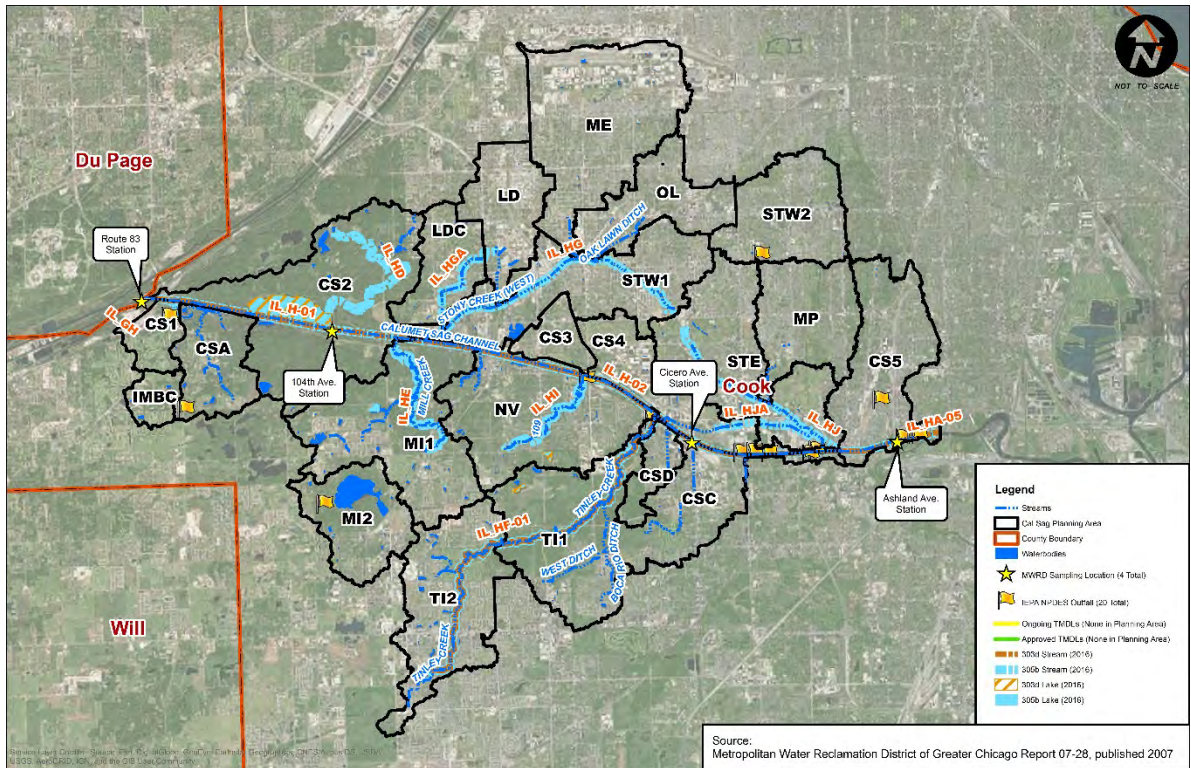 N
NOT TO SCALE
ME
Du Page
LD
OL
STW2
LDC
Route 83
Station
IL_HG
OAK LAWN DITCH
IL_HD
IL_HGA
CS2
STW1
STONY CREEK (WEST)
IL_H-01
IL_GH
CS1
CALUMET SAG CHANNEL
CS3
CS4
MP
CSA
STE
CS5
104th Ave.
Station
IL_H-02
Cicero Ave.
Station
Cook
IMBC
IL_HE
MILL CREEK
NV
IL_HI
109
IL_HJA
IL_HJ
IL_HA-05
MI1
CSD
CSC
Ashland Ave.
Station
MI2
TINLEY CREEK
IL_HF-01
TI1
WEST DITCH
BOCA RIO DITCH
TI2
Will
TINLEY CREEK
Legend
Streams
Cal Sag Planning Area
County Boundary
Waterbodies
MWRD Sampling Location (4 Total)
IEPA NPDES Outfall (20 Total)
Ongoing TMDLs (None in Planning Area)
Approved TMDLs (None in Planning Area)
303d Stream (2016)
305b Stream (2016)
303d Lake (2016)
305b Lake (2016)
Source:
Metropolitan Water Reclamation District of Greater Chicago Report 07-28, published 2007